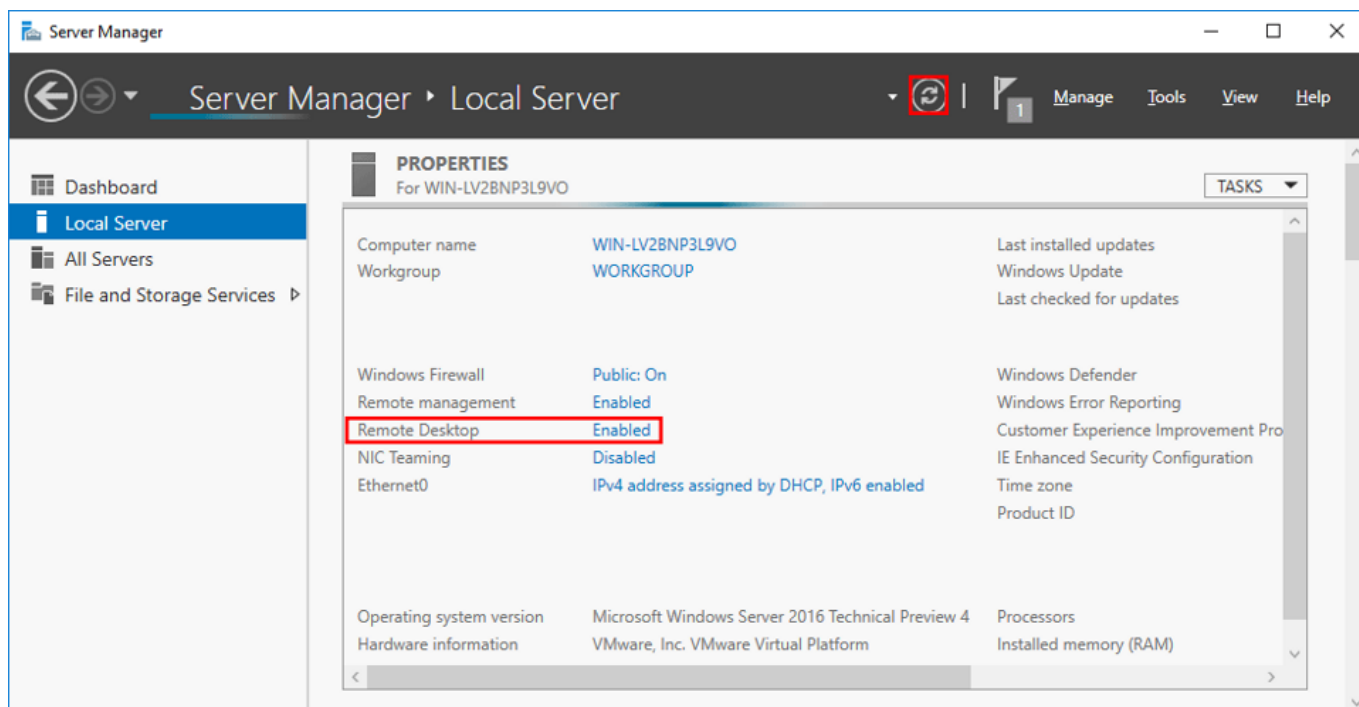 Server Manager
Server Manager ‣ Local Server
1 Manage Tools View Help
Dashboard
Local Server
All Servers
File and Storage Services
PROPERTIES
For WIN-LV2BNP3L9VO
TASKS
Computer name WIN-LV2BNP3L9VO Last installed updates
Workgroup WORKGROUP Windows Update
Last checked for updates
Windows Firewall Public: On Windows Defender
Remote management Enabled Windows Error Reporting
Remote Desktop Enabled Customer Experience Improvement Pro
NIC Teaming Disabled IE Enhanced Security Configuration
Ethernet0 IPv4 address assigned by DHCP, IPv6 enabled Time zone
Product ID
Operating system version Microsoft Windows Server 2016 Technical Preview 4 Processors
Hardware information VMware, Inc. VMware Virtual Platform Installed memory (RAM)